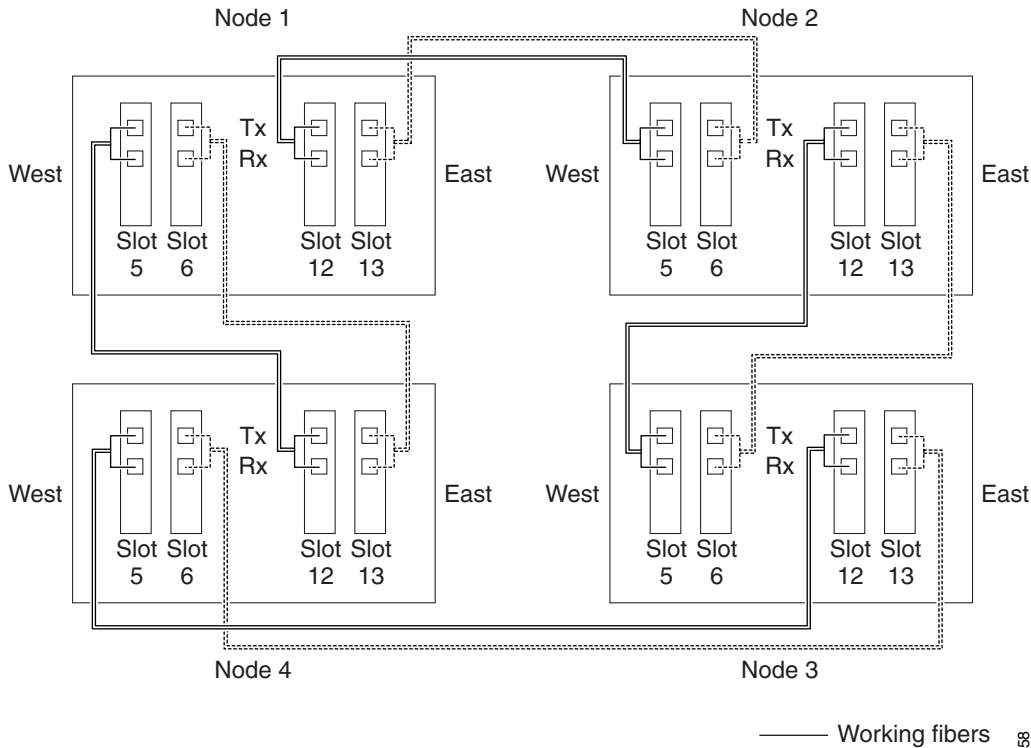 Node 1
Node 2
Tx
Rx
Tx
Rx
West
East
West
East
Slot 5
Slot 6
Slot 12
Slot 13
Slot 5
Slot 6
Slot 12
Slot 13
Tx
Rx
Tx
Rx
West
East
West
East
Slot 5
Slot 6
Slot 12
Slot 13
Slot 5
Slot 6
Slot 12
Slot 13
Node 4
Node 3
Working fibers
58